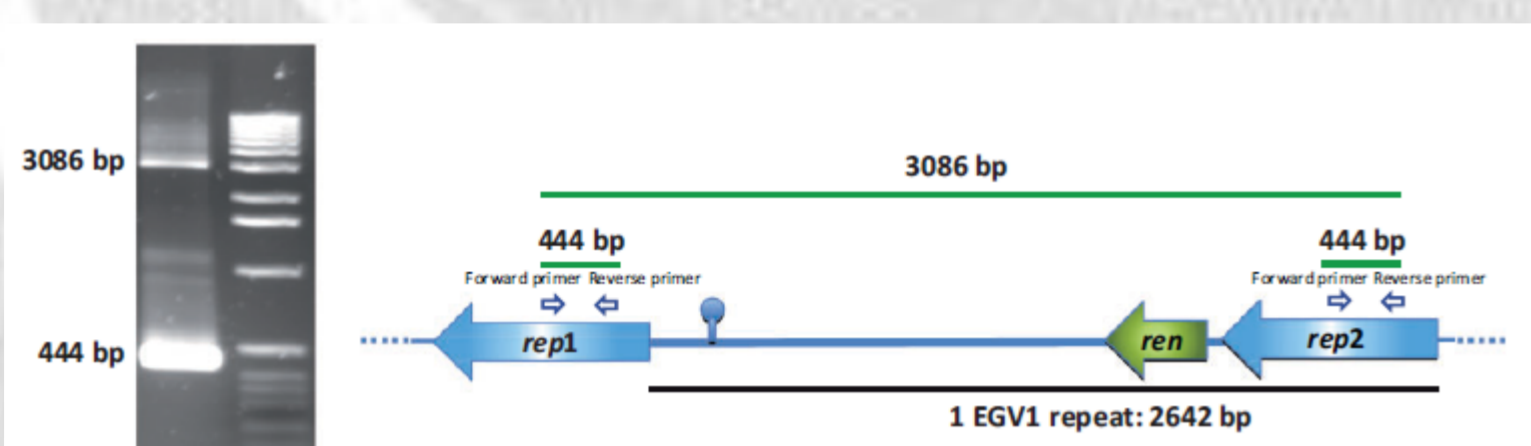 3086 bp
444 bp
3086 bp
444 bp
444 bp
Forward primer Reverse primer
Forward primer Reverse primer
rep1
ren
rep2
1 EGV1 repeat: 2642 bp